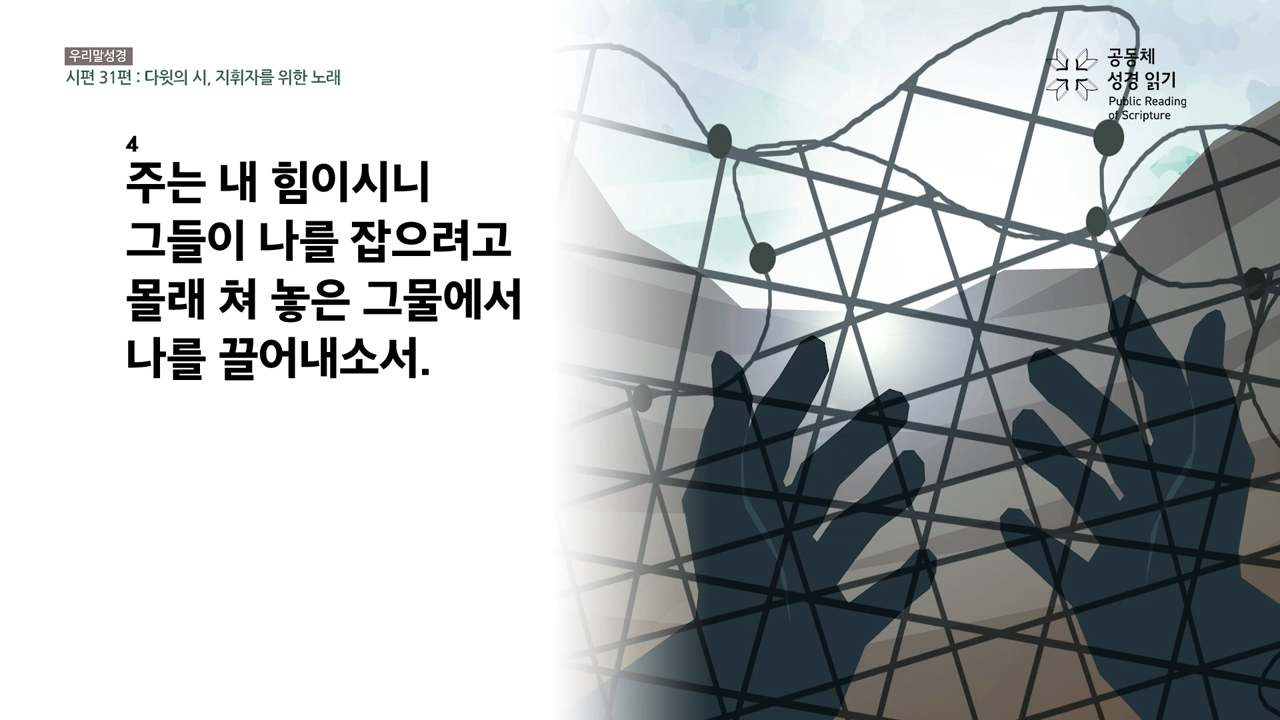 우리말성경
시편 31편 : 다윗의 시, 지휘자를 위한 노래
4
주는 내 힘이시니
그들이 나를 잡으려고
몰래 쳐 놓은 그물에서
나를 끌어내소서.
공동체
성경 읽기
Public Reading
of Scripture